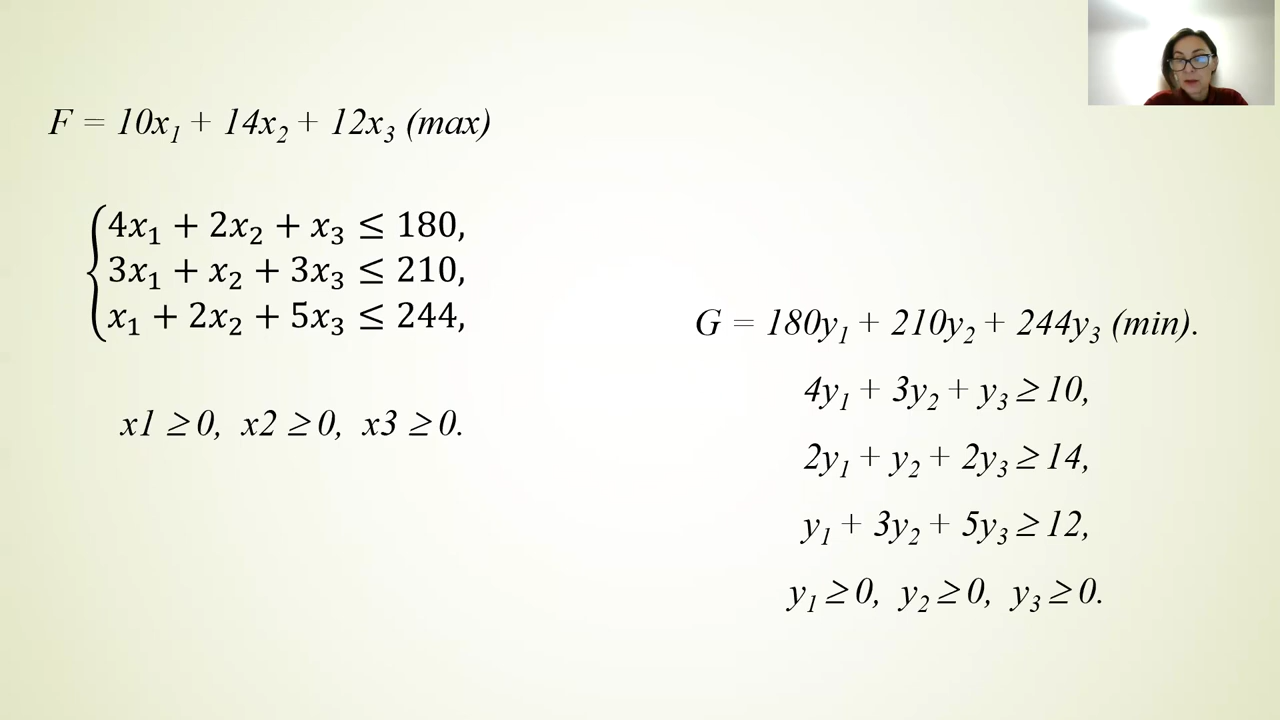 F = 10x₁ + 14x₂ + 12x₃ (max)
4x₁ + 2x₂ + x₃ ≤ 180,
3x₁ + x₂ + 3x₃ ≤ 210,
x₁ + 2x₂ + 5x₃ ≤ 244,
x1 ≥ 0, x2 ≥ 0, x3 ≥ 0.
G = 180y₁ + 210y₂ + 244y₃ (min).
4y₁ + 3y₂ + y₃ ≥ 10,
2y₁ + y₂ + 2y₃ ≥ 14,
y₁ + 3y₂ + 5y₃ ≥ 12,
y₁ ≥ 0, y₂ ≥ 0, y₃ ≥ 0.